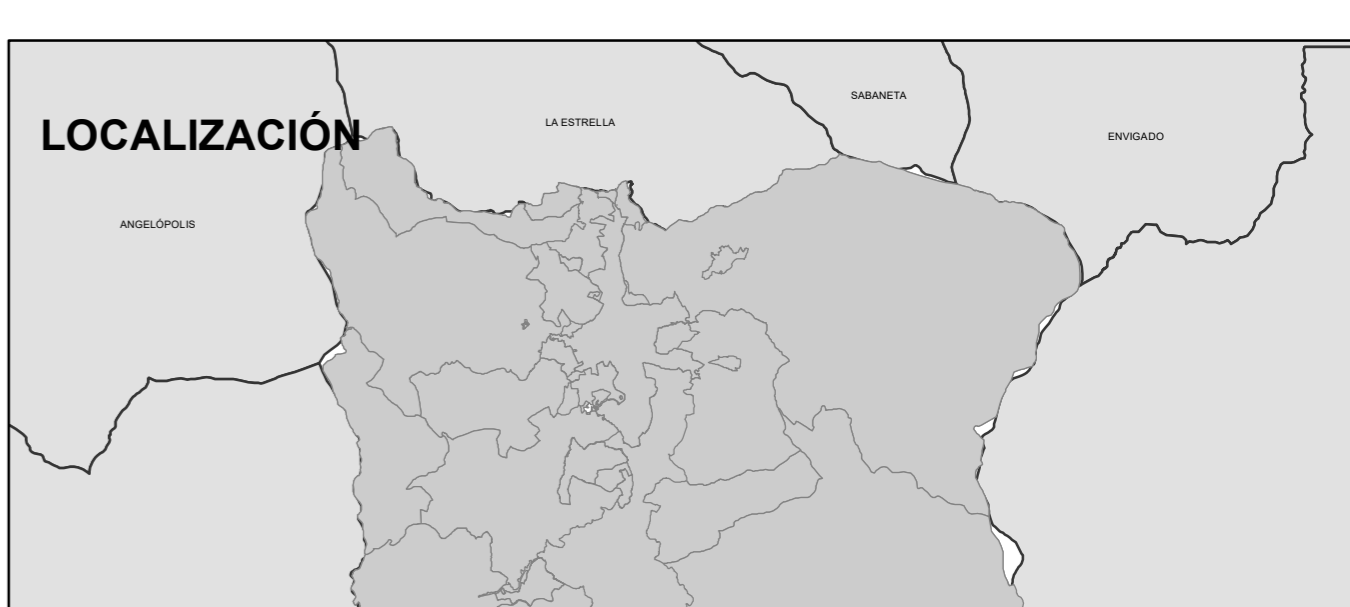 SABANETA
LA ESTRELLA
LOCALIZACIÓN
ENVIGADO
ANGELÓPOLIS